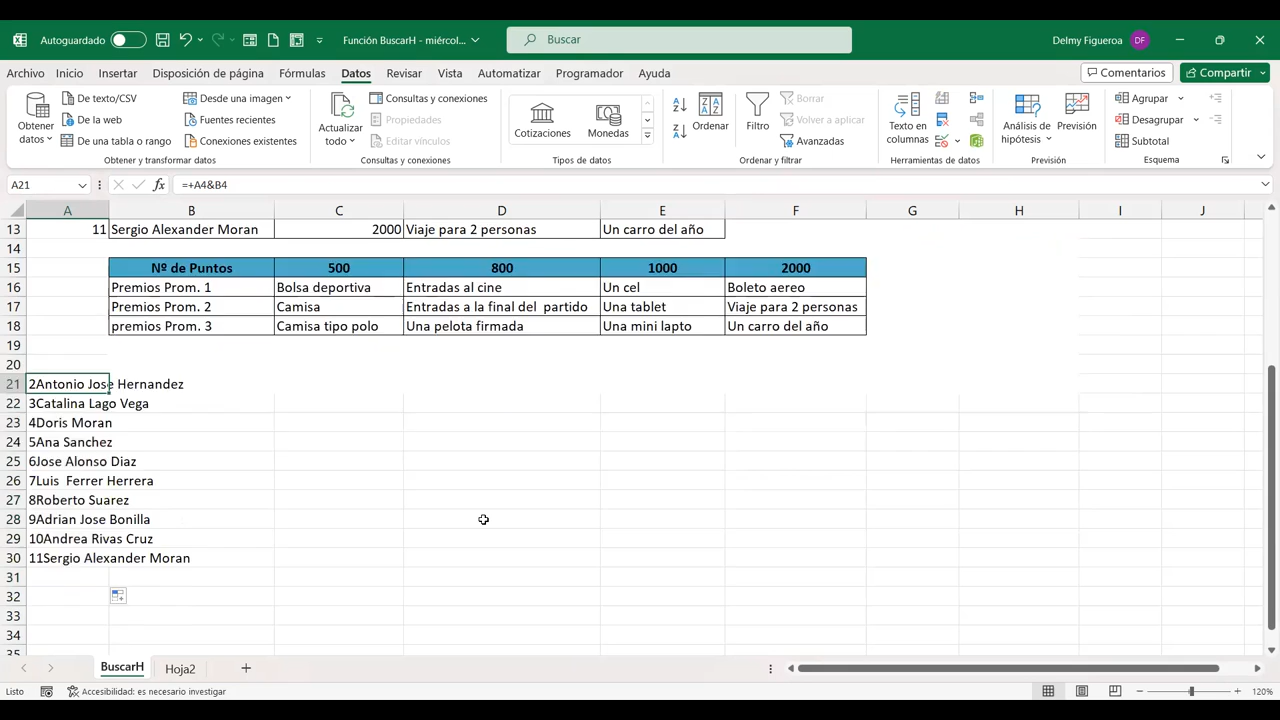 Autoguardado
Función BuscarH - miércol...
Buscar
Delmy Figueroa DF
Archivo Inicio Insertar Disposición de página Fórmulas Datos Revisar Vista Automatizar Programador Ayuda
Comentarios Compartir
Obtener datos
De texto/CSV
De la web
De una tabla o rango
Desde una imagen
Fuentes recientes
Conexiones existentes
Obtener y transformar datos
Actualizar todo
Consultas y conexiones
Propiedades
Editar vínculos
Consultas y conexiones
Cotizaciones
Monedas
Tipos de datos
Ordenar
Filtro
Borrar
Volver a aplicar
Avanzadas
Ordenar y filtrar
Texto en columnas
Herramientas de datos
Análisis de hipótesis
Previsión
Previsión
Agrupar
Desagrupar
Subtotal
Esquema
A21 fx =+A4&B4
A B C D E F G H I J
13 11 Sergio Alexander Moran 2000 Viaje para 2 personas Un carro del año
14
15 Nº de Puntos 500 800 1000 2000
16 Premios Prom. 1 Bolsa deportiva Entradas al cine Un cel Boleto aereo
17 Premios Prom. 2 Camisa Entradas a la final del  partido Una tablet Viaje para 2 personas
18 premios Prom. 3 Camisa tipo polo Una pelota firmada Una mini lapto Un carro del año
19
20
21 2Antonio Jose Hernandez
22 3Catalina Lago Vega
23 4Doris Moran
24 5Ana Sanchez
25 6Jose Alonso Diaz
26 7Luis  Ferrer Herrera
27 8Roberto Suarez
28 9Adrian Jose Bonilla
29 10Andrea Rivas Cruz
30 11Sergio Alexander Moran
31
32
33
34
35
BuscarH Hoja2
Listo Accesibilidad: es necesario investigar 120%